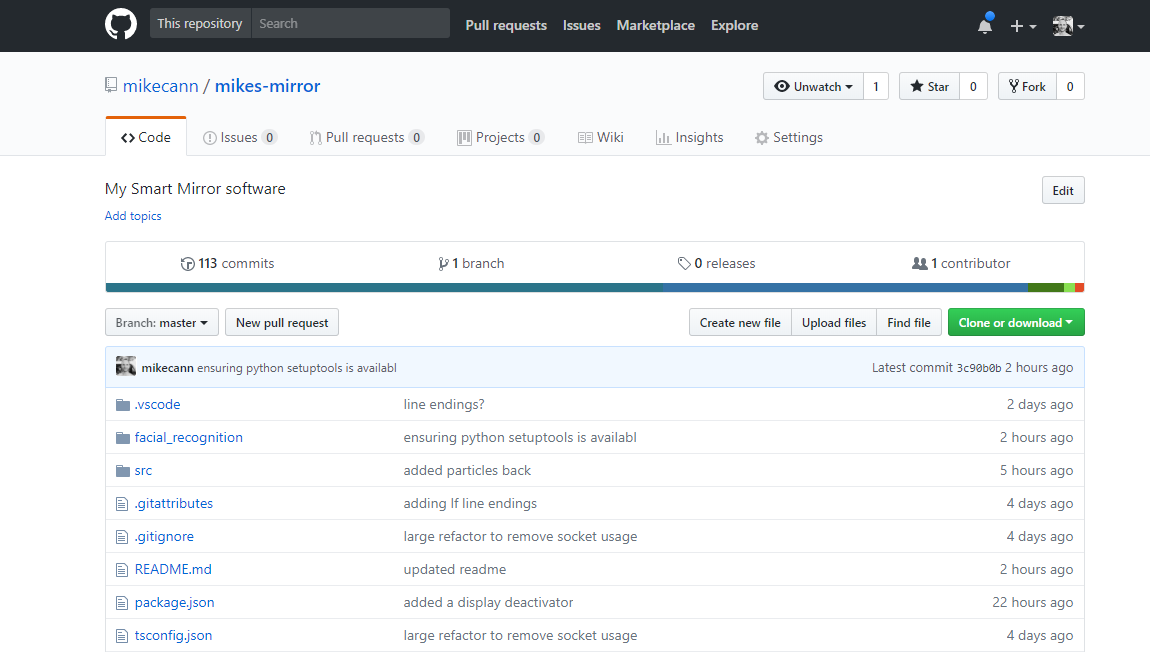 This repository Search Pull requests Issues Marketplace Explore
mikecann / mikes-mirror Unwatch 1 Star 0 Fork 0
Code Issues 0 Pull requests 0 Projects 0 Wiki Insights Settings
My Smart Mirror software Edit
Add topics
113 commits 1 branch 0 releases 1 contributor
Branch: master New pull request Create new file Upload files Find file Clone or download
mikecann ensuring python setuptools is availabl Latest commit 3c90b0b 2 hours ago
.vscode line endings? 2 days ago
facial_recognition ensuring python setuptools is availabl 2 hours ago
src added particles back 5 hours ago
.gitattributes adding lf line endings 4 days ago
.gitignore large refactor to remove socket usage 4 days ago
README.md updated readme 2 hours ago
package.json added a display deactivator 22 hours ago
tsconfig.json large refactor to remove socket usage 4 days ago